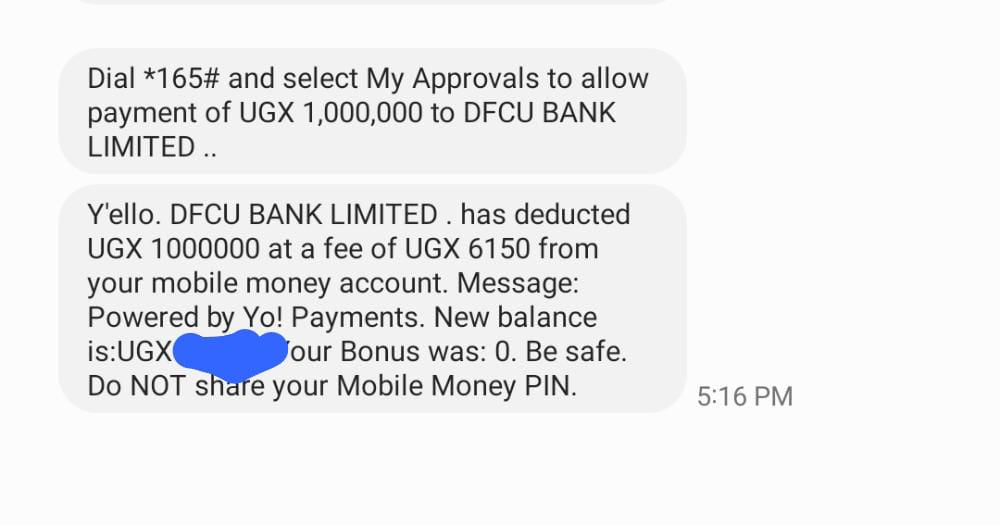 Dial *165# and select My Approvals to allow
payment of UGX 1,000,000 to DFCU BANK
LIMITED ..
Y'ello. DFCU BANK LIMITED . has deducted
UGX 1000000 at a fee of UGX 6150 from
your mobile money account. Message:
Powered by Yo! Payments. New balance
is:UGX our Bonus was: 0. Be safe.
Do NOT share your Mobile Money PIN.
5:16 PM